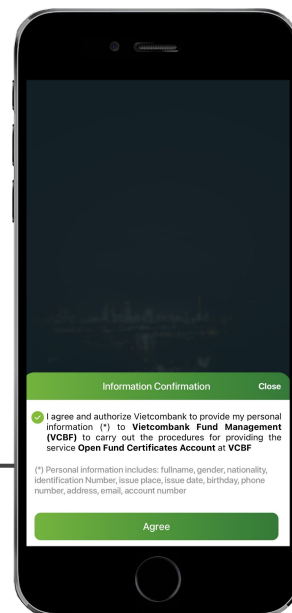 Information Confirmation Close
I agree and authorize Vietcombank to provide my personal
information (*) to Vietcombank Fund Management
(VCBF) to carry out the procedures for providing the
service Open Fund Certificates Account at VCBF
(*) Personal information includes: fullname, gender, nationality,
identification Number, issue place, issue date, birthday, phone
number, address, email, account number
Agree